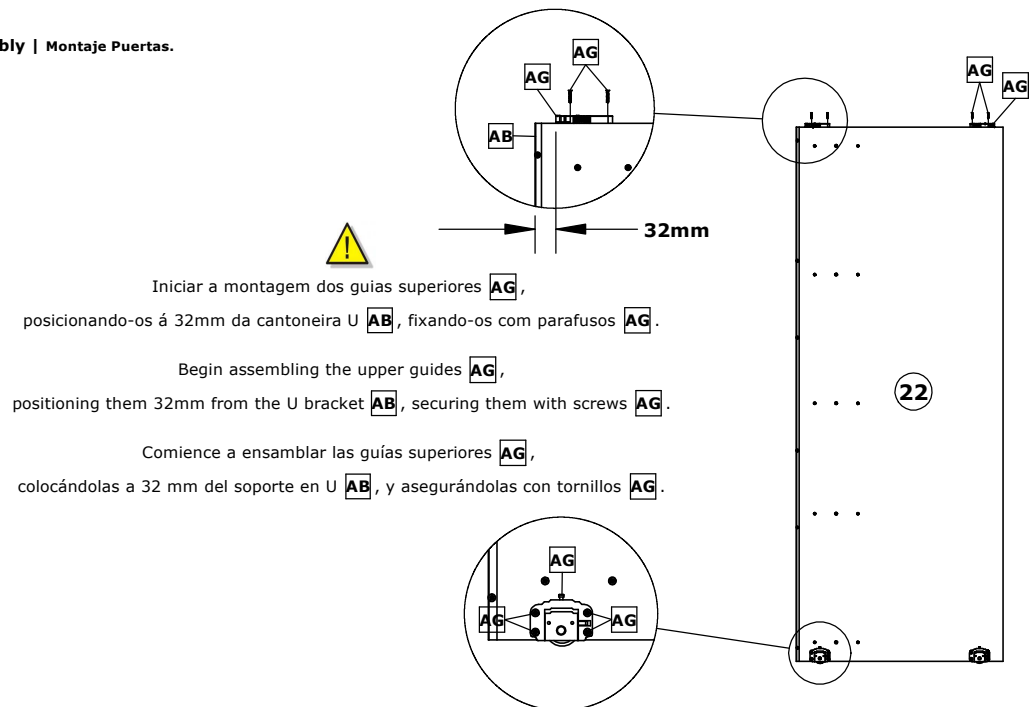 bly | Montaje Puertas.
AG
AG
AG
AG
AB
32mm
Iniciar a montagem dos guias superiores AG,
posicionando-os á 32mm da cantoneira U AB, fixando-os com parafusos AG.
Begin assembling the upper guides AG,
positioning them 32mm from the U bracket AB, securing them with screws AG.
Comience a ensamblar las guías superiores AG,
colocándolas a 32 mm del soporte en U AB, y asegurándolas con tornillos AG.
22
AG
AG
AG